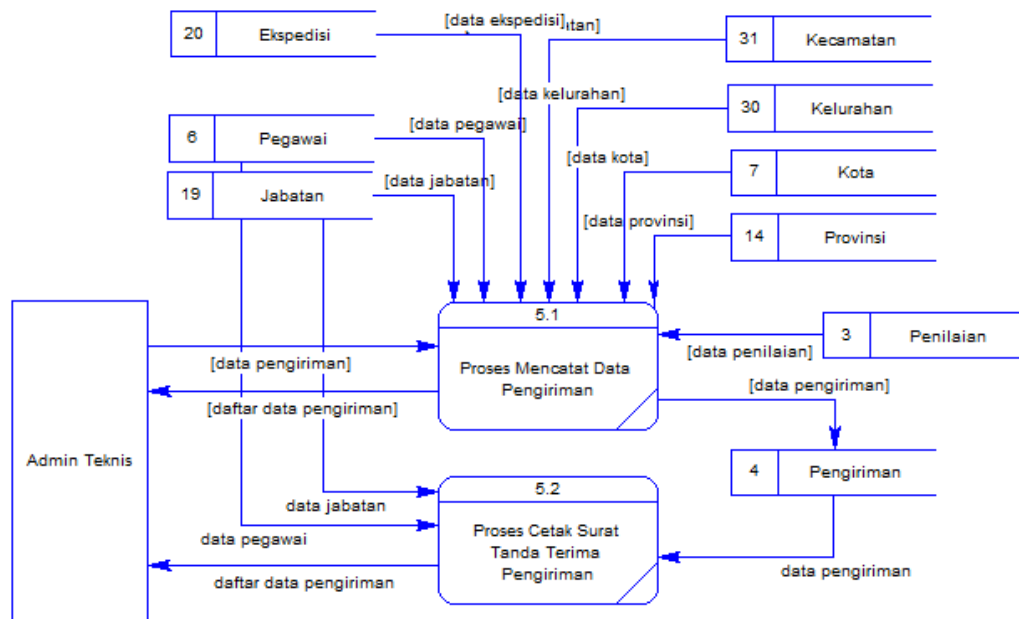 [data ekspedisi]
20 Ekspedisi
31 Kecamatan
[data kelurahan]
30 Kelurahan
[data pegawai]
6 Pegawai
[data kota]
7 Kota
[data jabatan]
19 Jabatan
[data provinsi]
14 Provinsi
5.1
Proses Mencatat Data
Pengiriman
3 Penilaian
[data penilaian]
[data pengiriman]
[data pengiriman]
[daftar data pengiriman]
Admin Teknis
4 Pengiriman
5.2
Proses Cetak Surat
Tanda Terima
Pengiriman
data jabatan
data pegawai
daftar data pengiriman
data pengiriman